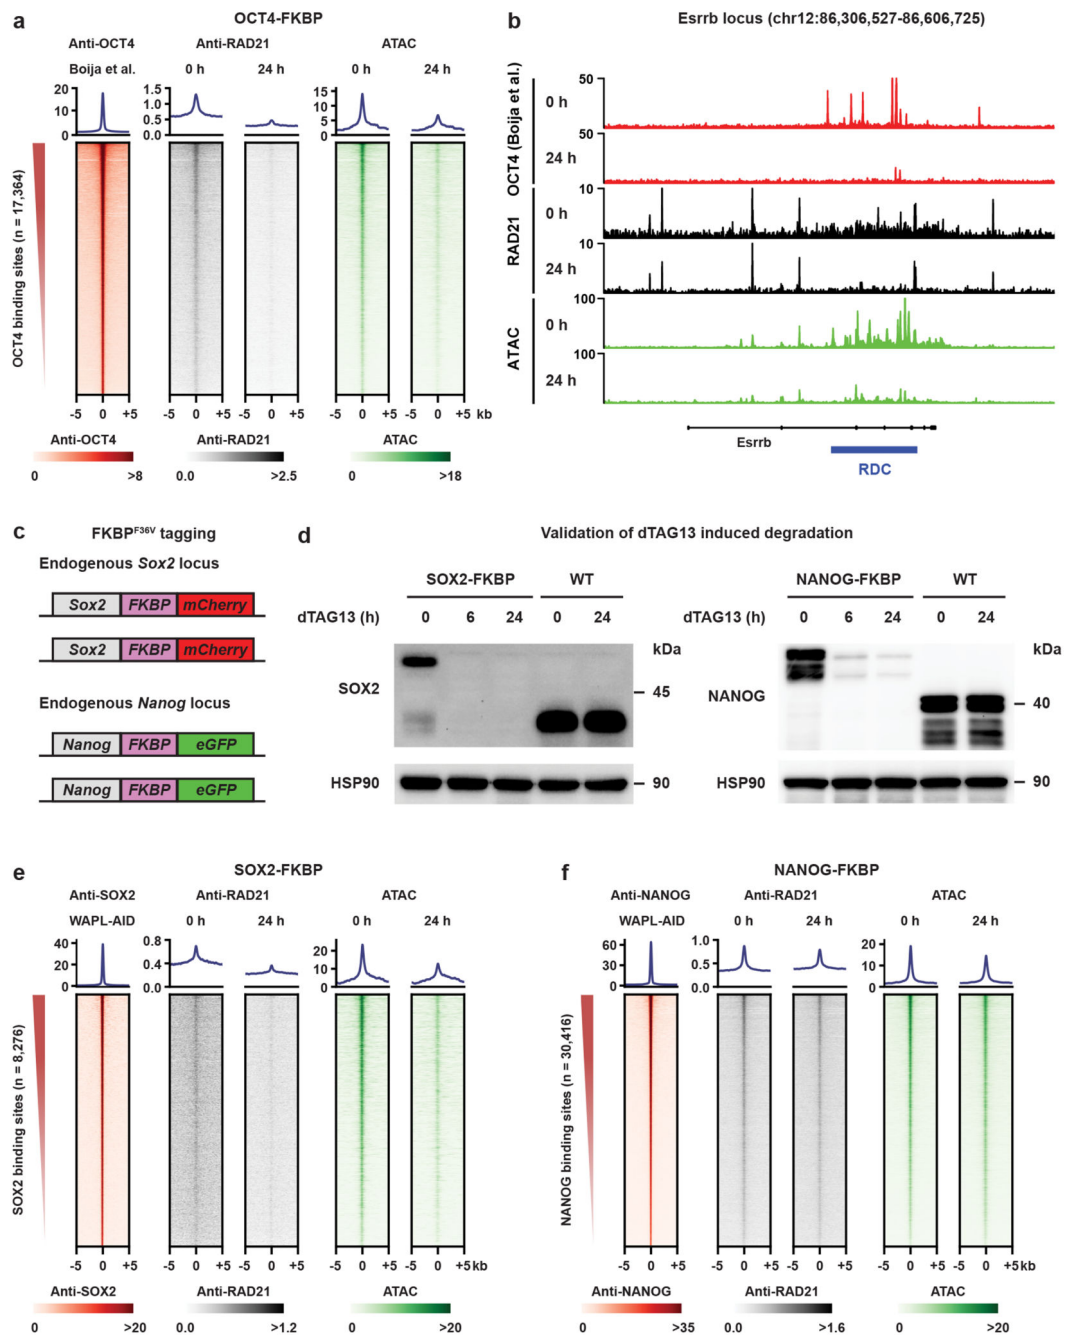 a
OCT4-FKBP
Anti-OCT4 Anti-RAD21 ATAC
Boija et al. 0 h 24 h 0 h 24 h
20 1.5 15
10 1.0 10
0.5 5
0 0.0 0
OCT4 binding sites (n = 17,364)
-5 0 +5 -5 0 +5 -5 0 +5 -5 0 +5 kb
Anti-OCT4 Anti-RAD21 ATAC
0 >8 0.0 >2.5 0 >18
b
Esrrb locus (chr12:86,306,527-86,606,725)
OCT4 (Boija et al.)
50 0 h
50 24 h
RAD21
10 0 h
10 24 h
ATAC
100 0 h
100 24 h
Esrrb
RDC
c
FKBPF36V tagging
Endogenous Sox2 locus
Sox2 FKBP mCherry
Sox2 FKBP mCherry
Endogenous Nanog locus
Nanog FKBP eGFP
Nanog FKBP eGFP
d
Validation of dTAG13 induced degradation
SOX2-FKBP WT
dTAG13 (h) 0 6 24 0 24
kDa
SOX2 45
HSP90 90
NANOG-FKBP WT
dTAG13 (h) 0 6 24 0 24
kDa
NANOG 40
HSP90 90
e
SOX2-FKBP
Anti-SOX2 Anti-RAD21 ATAC
WAPL-AID 0 h 24 h 0 h 24 h
40 0.8 20
20 0.4 10
0 0.0 0
SOX2 binding sites (n = 8,276)
-5 0 +5 -5 0 +5 -5 0 +5 -5 0 +5 kb
Anti-SOX2 Anti-RAD21 ATAC
0 >20 0.0 >1.2 0 >20
f
NANOG-FKBP
Anti-NANOG Anti-RAD21 ATAC
WAPL-AID 0 h 24 h 0 h 24 h
60 1.0 20
30 0.5 10
0 0.0 0
NANOG binding sites (n = 30,416)
-5 0 +5 -5 0 +5 -5 0 +5 -5 0 +5 kb
Anti-NANOG Anti-RAD21 ATAC
0 >35 0.0 >1.6 0 >20